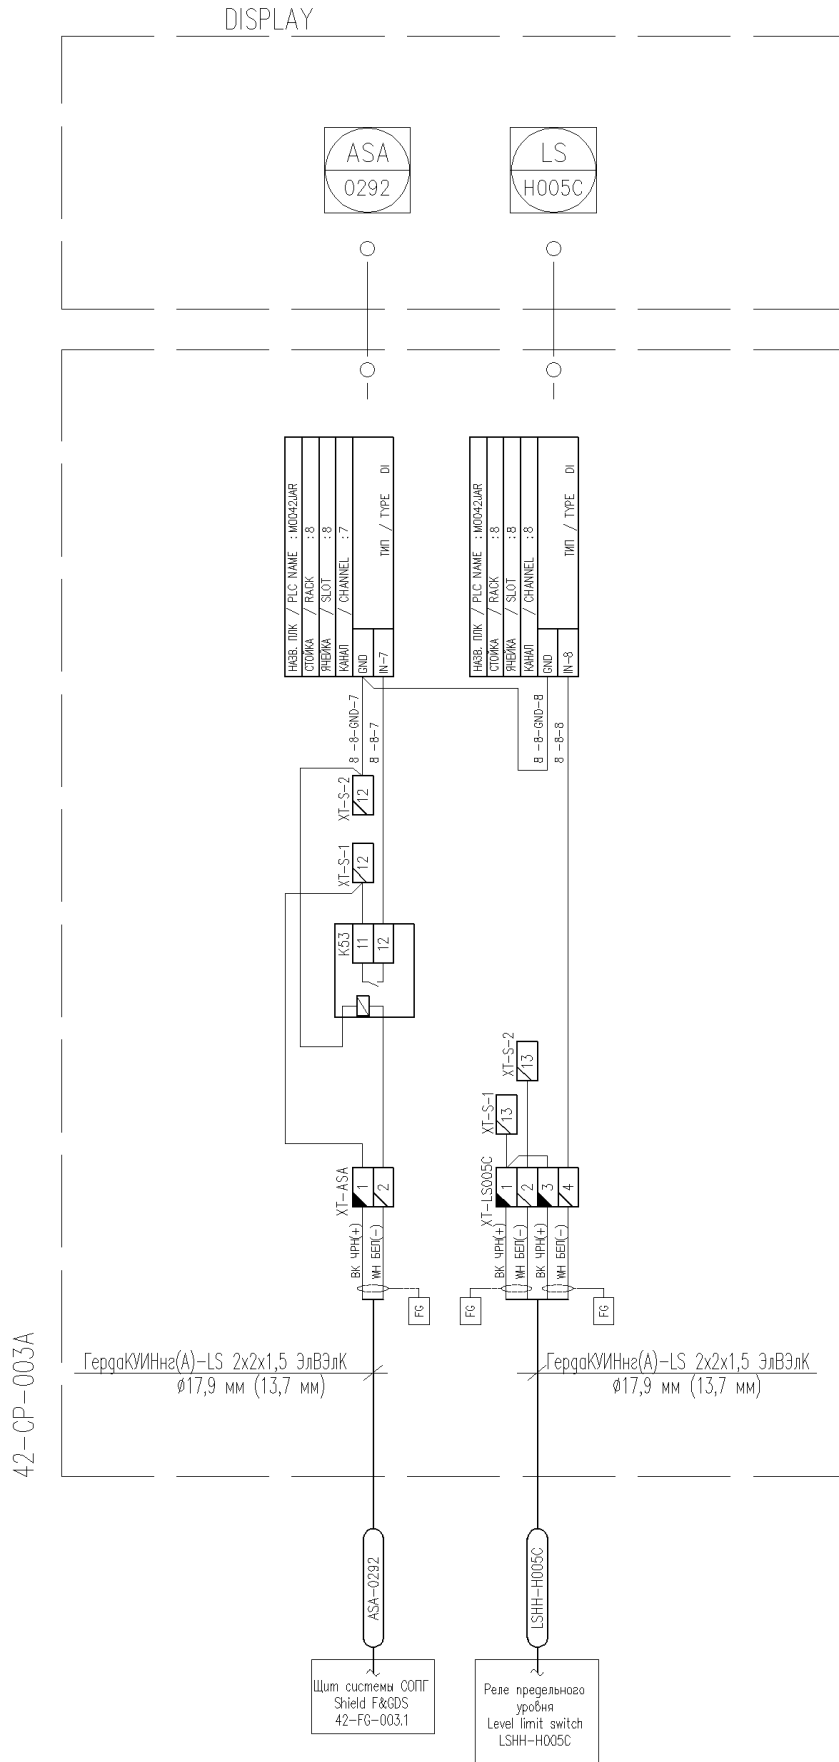 DISPLAY
ASA
0292
LS
H005C
НАЗВ. ПЛК / PLC NAME : M0042JAR
СТОЙКА / RACK :8
ЯЧЕЙКА / SLOT :8
КАНАЛ / CHANNEL :7
GND
IN-7
ТИП / TYPE DI
НАЗВ. ПЛК / PLC NAME : M0042JAR
СТОЙКА / RACK :8
ЯЧЕЙКА / SLOT :8
КАНАЛ / CHANNEL :8
GND
IN-8
ТИП / TYPE DI
8 -8-GND-7
8 -8-7
8 -8-GND-8
8 -8-8
XT-S-2
12
XT-S-1
12
K53
11
12
XT-S-2
13
XT-S-1
13
XT-ASA
1
2
XT-LS005C
1
2
3
4
BK ЧРН(+)
WH БЕЛ(-)
BK ЧРН(+)
WH БЕЛ(-)
BK ЧРН(+)
WH БЕЛ(-)
FG
FG
FG
42-CP-003A
ГердаКУИНнг(А)-LS 2x2x1,5 ЭлВЭлК
ø17,9 мм (13,7 мм)
ГердаКУИНнг(А)-LS 2x2x1,5 ЭлВЭлК
ø17,9 мм (13,7 мм)
ASA-0292
LSHH-H005C
Щит системы СОПГ
Shield F&GDS
42-FG-003.1
Реле предельного
уровня
Level limit switch
LSHH-H005C